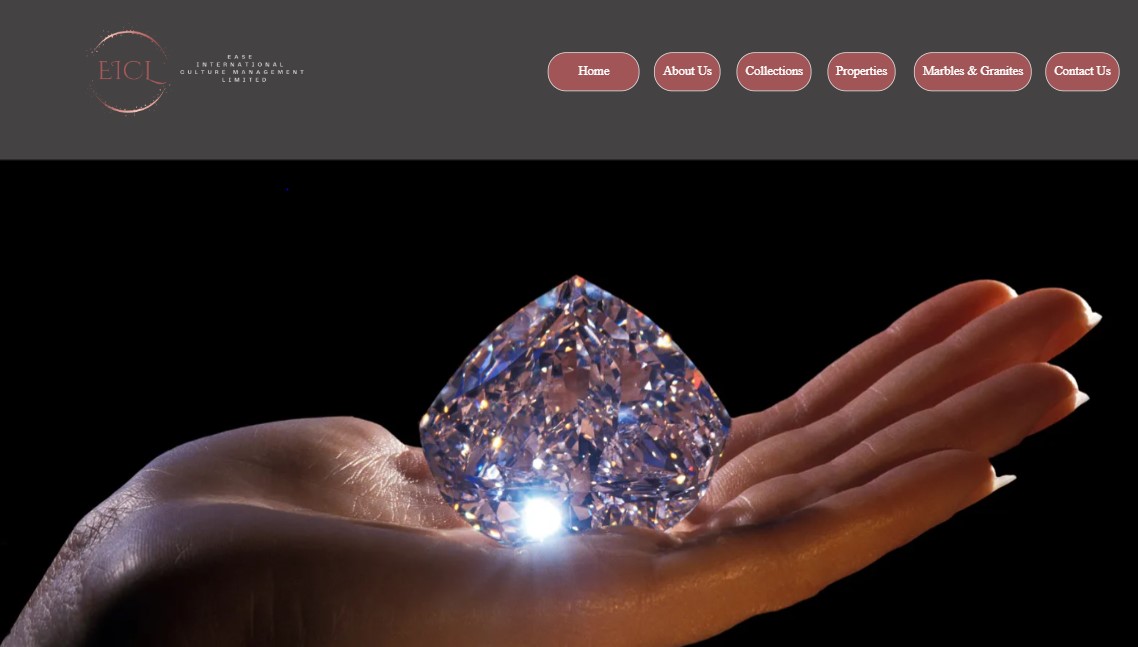 EICL
EASE
INTERNATIONAL
CULTURE MANAGEMENT
LIMITED
Home
About Us
Collections
Properties
Marbles & Granites
Contact Us